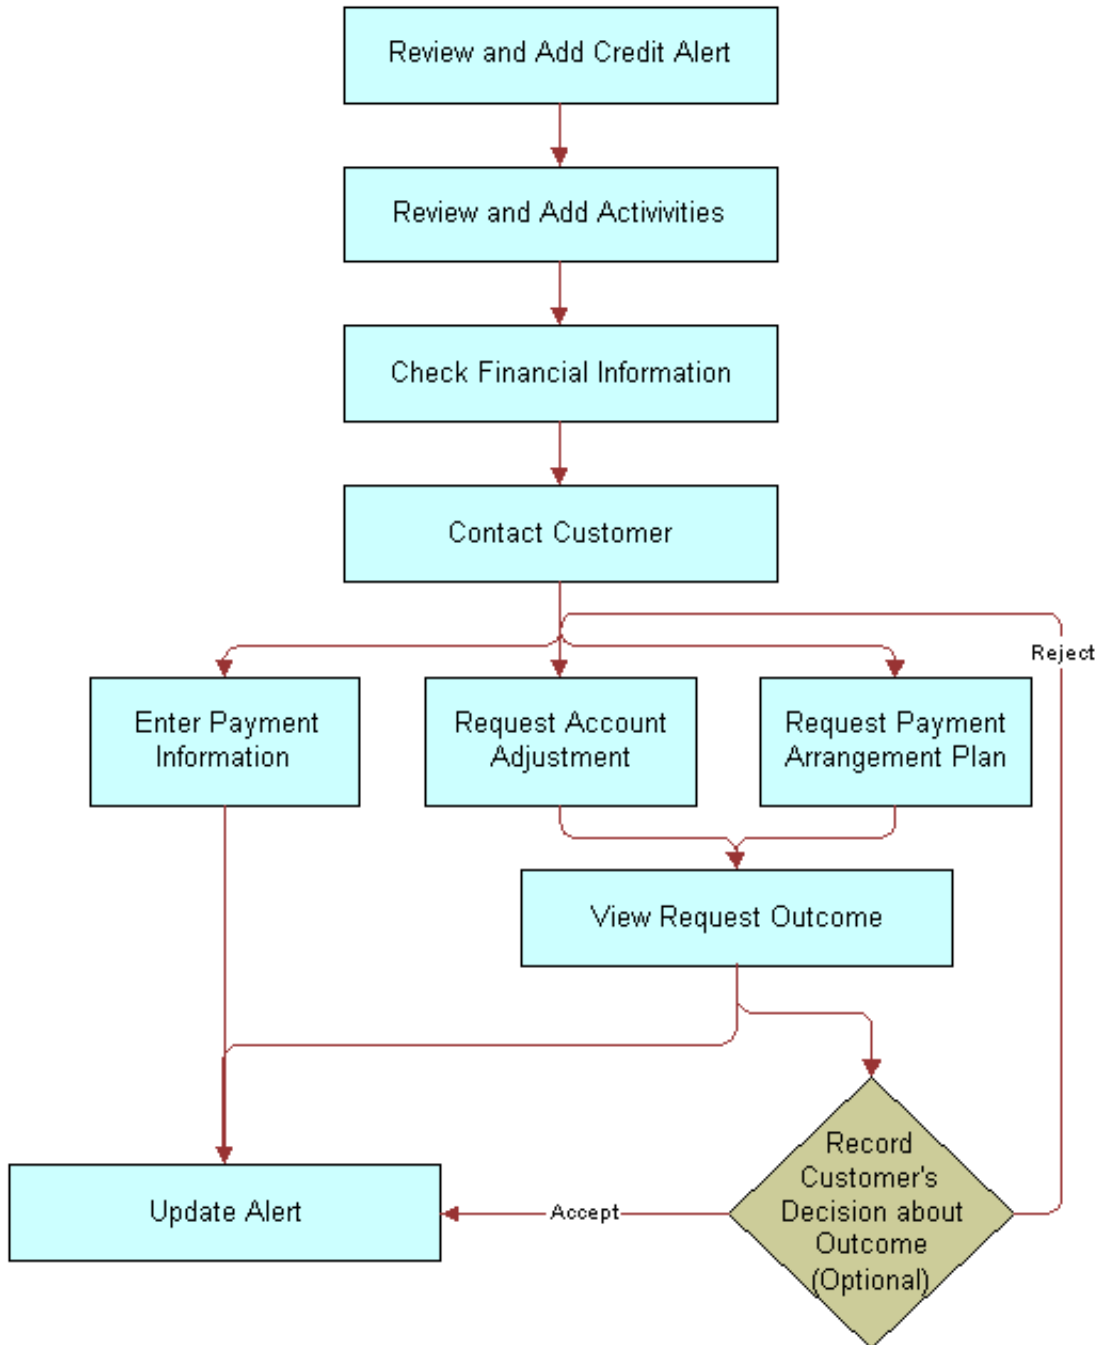 Review and Add Credit Alert
Review and Add Activivities
Check Financial Information
Contact Customer
Reject
Enter Payment
Information
Request Account
Adjustment
Request Payment
Arrangement Plan
View Request Outcome
Record
Customer's
Decision about
Outcome
(Optional)
Accept
Update Alert